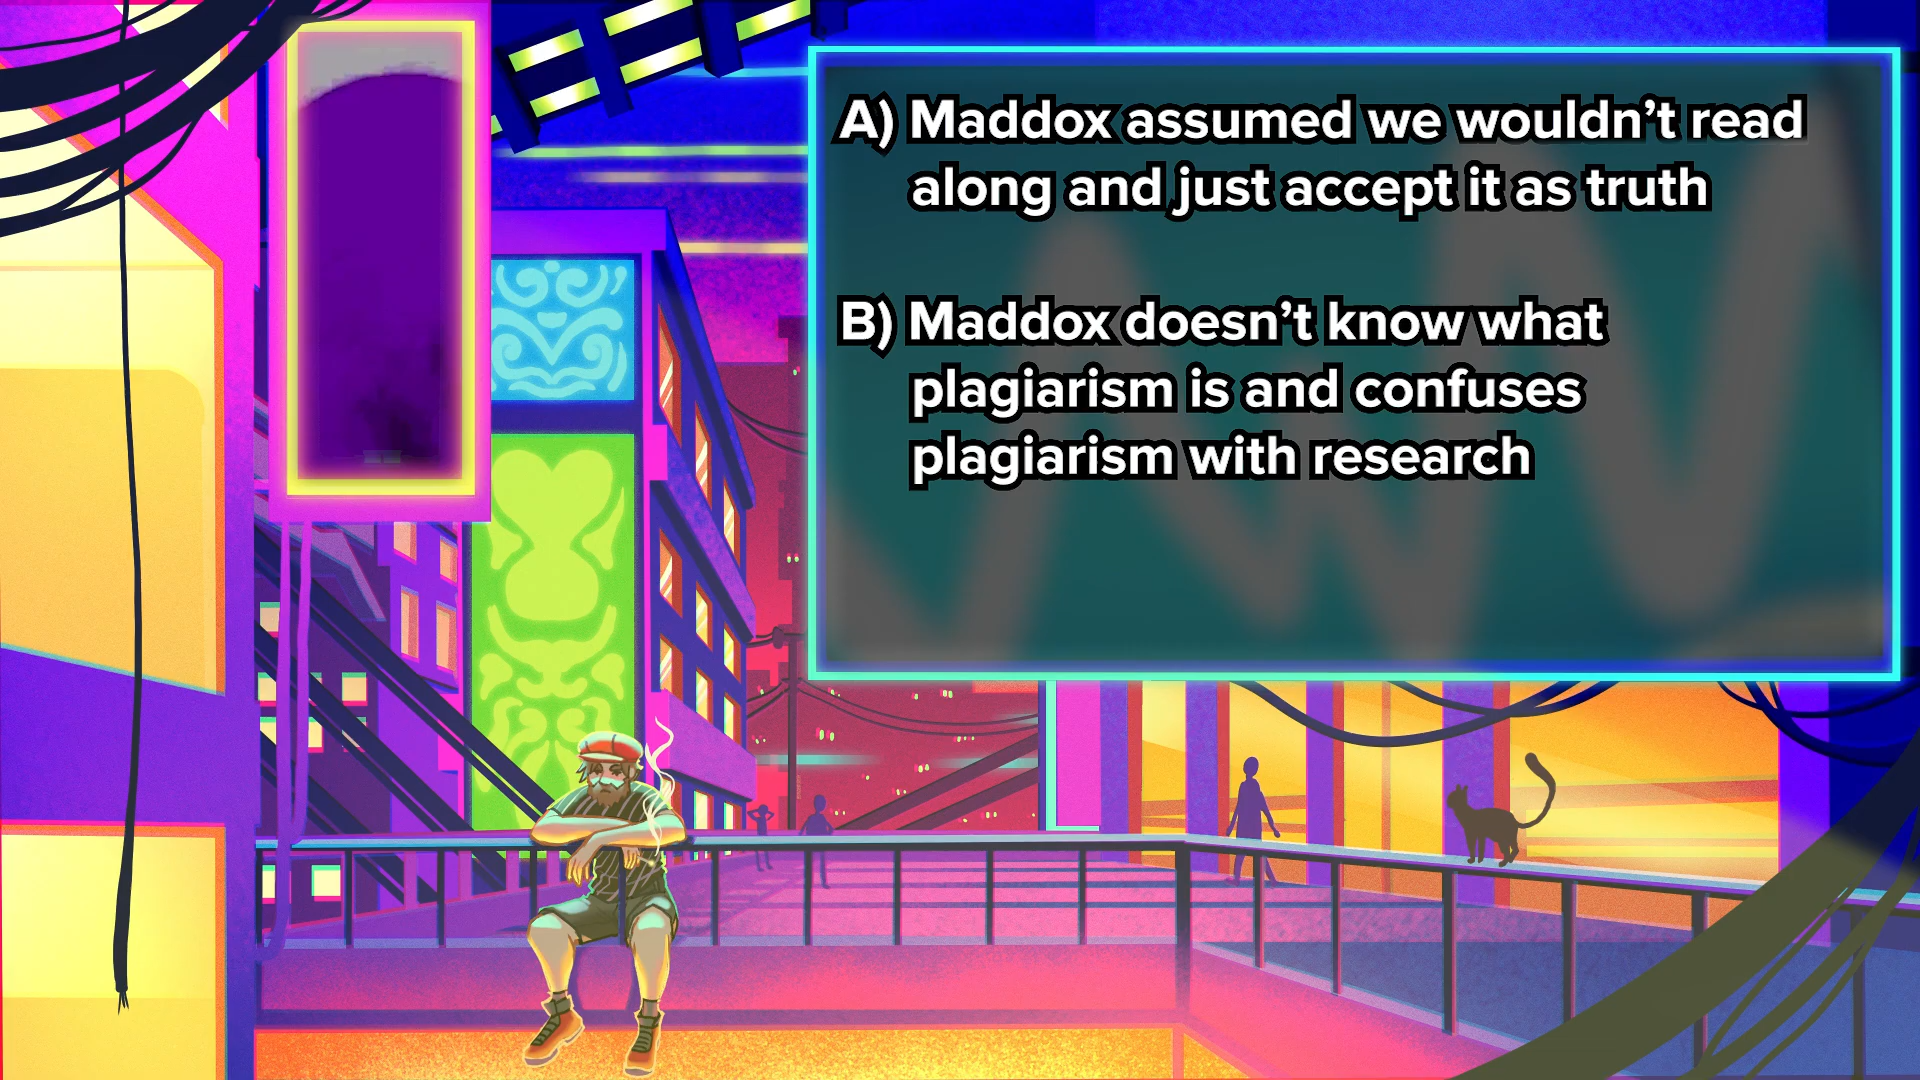 A) Maddox assumed we wouldn’t read
along and just accept it as truth
B) Maddox doesn’t know what
plagiarism is and confuses
plagiarism with research